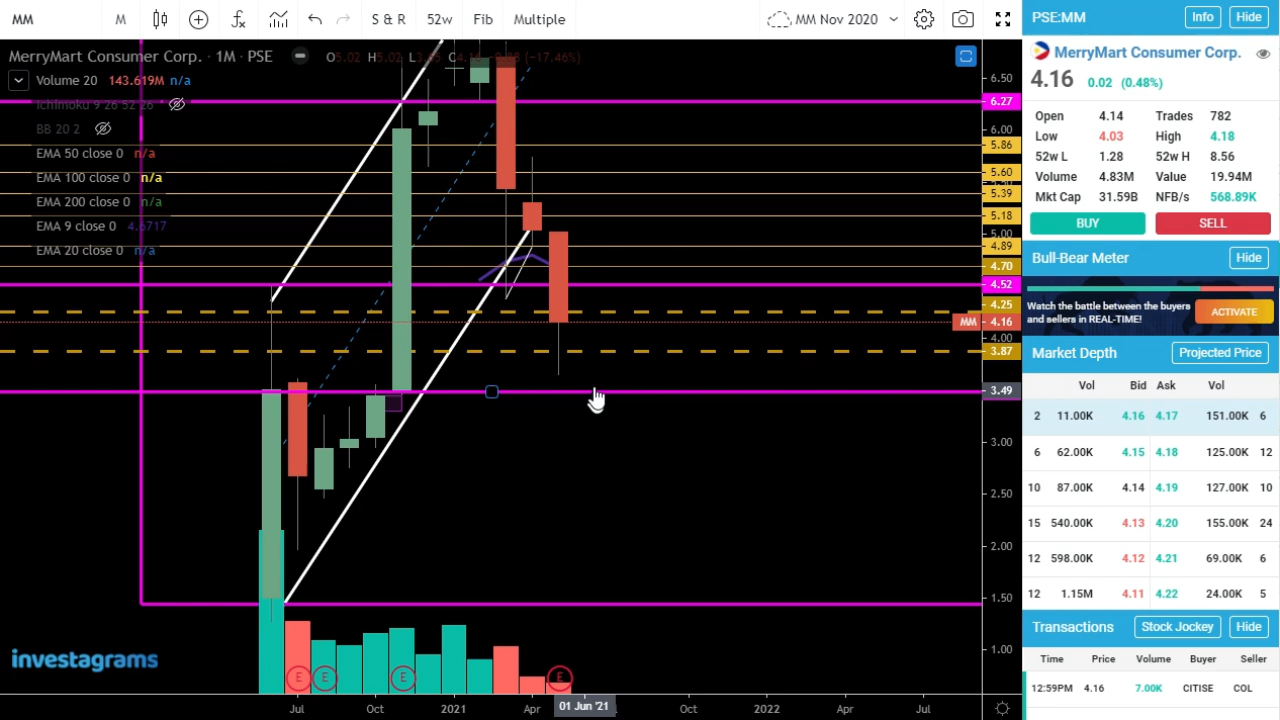 MM M S & R 52w Fib Multiple MM Nov 2020
MerryMart Consumer Corp. · 1M · PSE
Volume 20 143.619M n/a
Ichimoku 9 26 52 26
BB 20 2
EMA 50 close 0 n/a
EMA 100 close 0 n/a
EMA 200 close 0 n/a
EMA 9 close 0 4.6717
EMA 20 close 0 n/a
6.50
6.27
6.00
5.86
5.60
5.39
5.18
5.00
4.89
4.70
4.52
4.25
MM 4.16
4.00
3.87
3.49
3.00
2.50
2.00
1.50
1.00
investagrams
E E E E
Jul Oct 2021 Apr 01 Jun '21 Oct 2022 Apr Jul
PSE:MM Info Hide
MerryMart Consumer Corp.
4.16 0.02 (0.48%)
Open 4.14 Trades 782
Low 4.03 High 4.18
52w L 1.28 52w H 8.56
Volume 4.83M Value 19.94M
Mkt Cap 31.59B NFB/s 568.89K
BUY SELL
Bull-Bear Meter Hide
Watch the battle between the buyers
and sellers in REAL-TIME! ACTIVATE
Market Depth Projected Price
Vol Bid Ask Vol
2 11.00K 4.16 4.17 151.00K 6
6 62.00K 4.15 4.18 125.00K 12
10 87.00K 4.14 4.19 127.00K 10
15 540.00K 4.13 4.20 155.00K 24
12 598.00K 4.12 4.21 69.00K 6
12 1.15M 4.11 4.22 24.00K 5
Transactions Stock Jockey Hide
Time Price Volume Buyer Seller
12:59PM 4.16 7.00K CITISE COL